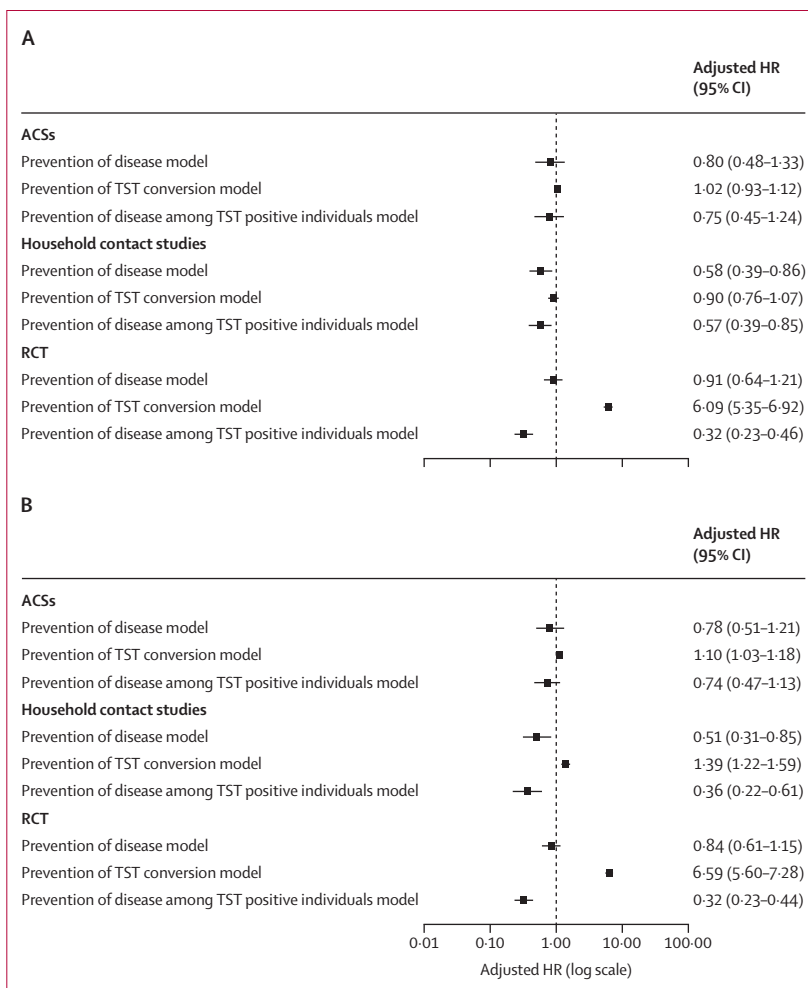 A
Adjusted HR
(95% CI)
ACSs
Prevention of disease model 0·80 (0·48–1·33)
Prevention of TST conversion model 1·02 (0·93–1·12)
Prevention of disease among TST positive individuals model 0·75 (0·45–1·24)
Household contact studies
Prevention of disease model 0·58 (0·39–0·86)
Prevention of TST conversion model 0·90 (0·76–1·07)
Prevention of disease among TST positive individuals model 0·57 (0·39–0·85)
RCT
Prevention of disease model 0·91 (0·64–1·21)
Prevention of TST conversion model 6·09 (5·35–6·92)
Prevention of disease among TST positive individuals model 0·32 (0·23–0·46)
B
Adjusted HR
(95% CI)
ACSs
Prevention of disease model 0·78 (0·51–1·21)
Prevention of TST conversion model 1·10 (1·03–1·18)
Prevention of disease among TST positive individuals model 0·74 (0·47–1·13)
Household contact studies
Prevention of disease model 0·51 (0·31–0·85)
Prevention of TST conversion model 1·39 (1·22–1·59)
Prevention of disease among TST positive individuals model 0·36 (0·22–0·61)
RCT
Prevention of disease model 0·84 (0·61–1·15)
Prevention of TST conversion model 6·59 (5·60–7·28)
Prevention of disease among TST positive individuals model 0·32 (0·23–0·44)
0·01 0·10 1·00 10·00 100·00
Adjusted HR (log scale)